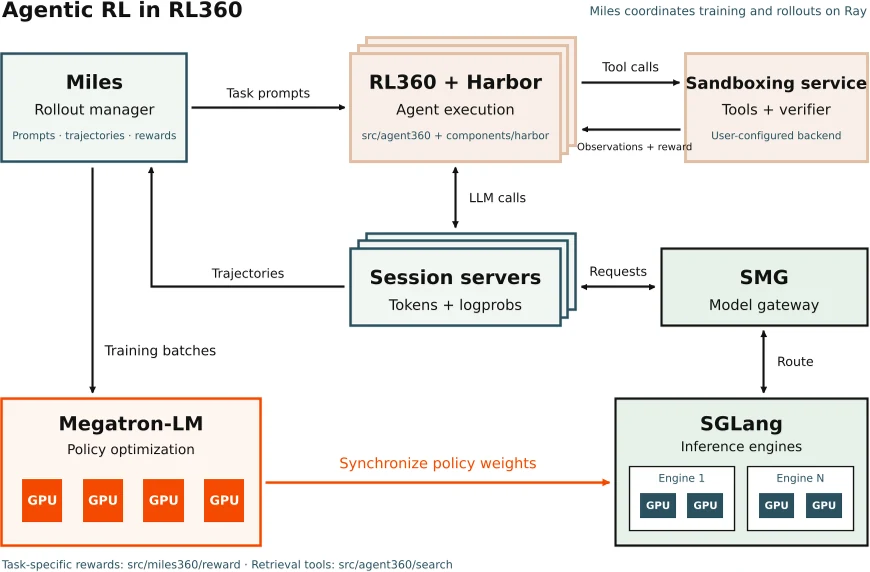 Agentic RL in RL360
Miles coordinates training and rollouts on Ray
Miles
Rollout manager
Prompts · trajectories · rewards
Task prompts
RL360 + Harbor
Agent execution
src/agent360 + components/harbor
Tool calls
Observations + reward
Sandboxing service
Tools + verifier
User-configured backend
LLM calls
Trajectories
Session servers
Tokens + logprobs
Requests
SMG
Model gateway
Training batches
Route
Megatron-LM
Policy optimization
GPU GPU GPU GPU
Synchronize policy weights
SGLang
Inference engines
Engine 1
GPU GPU
Engine N
GPU GPU
Task-specific rewards: src/miles360/reward · Retrieval tools: src/agent360/search